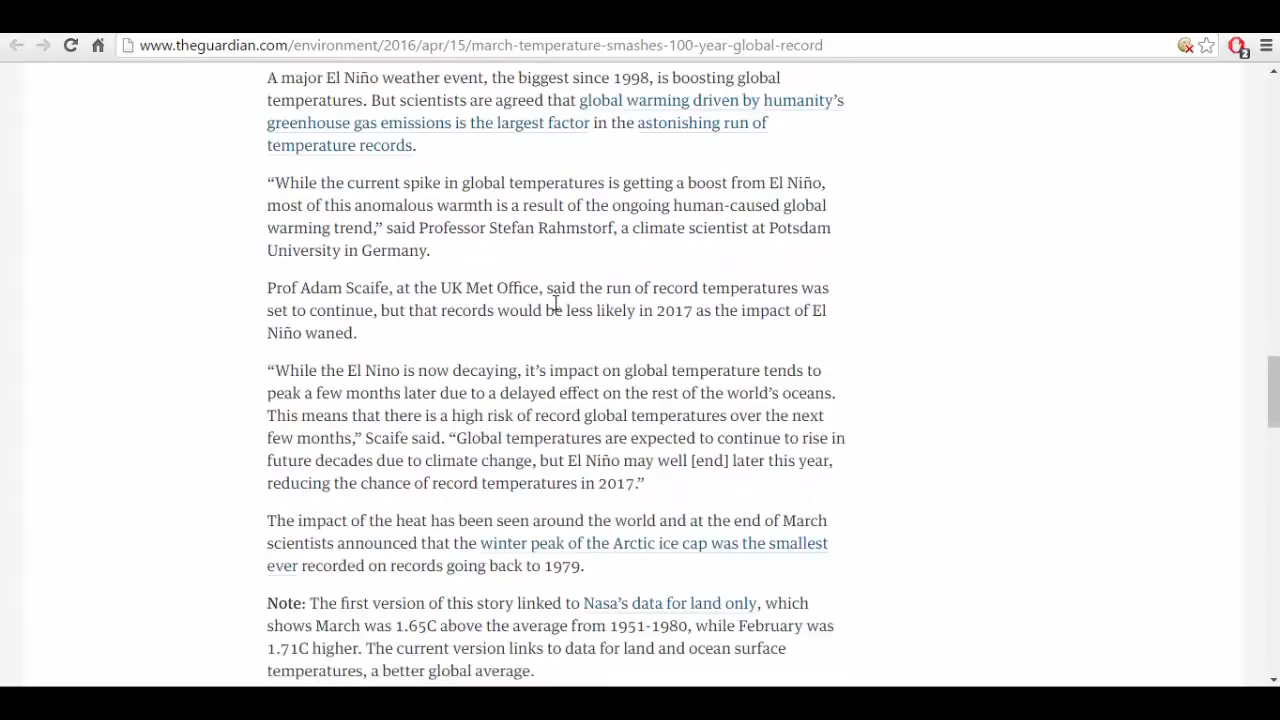 www.theguardian.com/environment/2016/apr/15/march-temperature-smashes-100-year-global-record
2
A major El Niño weather event, the biggest since 1998, is boosting global
temperatures. But scientists are agreed that global warming driven by humanity’s
greenhouse gas emissions is the largest factor in the astonishing run of
temperature records.
“While the current spike in global temperatures is getting a boost from El Niño,
most of this anomalous warmth is a result of the ongoing human-caused global
warming trend,” said Professor Stefan Rahmstorf, a climate scientist at Potsdam
University in Germany.
Prof Adam Scaife, at the UK Met Office, said the run of record temperatures was
set to continue, but that records would be less likely in 2017 as the impact of El
Niño waned.
“While the El Nino is now decaying, it’s impact on global temperature tends to
peak a few months later due to a delayed effect on the rest of the world’s oceans.
This means that there is a high risk of record global temperatures over the next
few months,” Scaife said. “Global temperatures are expected to continue to rise in
future decades due to climate change, but El Niño may well [end] later this year,
reducing the chance of record temperatures in 2017.”
The impact of the heat has been seen around the world and at the end of March
scientists announced that the winter peak of the Arctic ice cap was the smallest
ever recorded on records going back to 1979.
Note: The first version of this story linked to Nasa’s data for land only, which
shows March was 1.65C above the average from 1951-1980, while February was
1.71C higher. The current version links to data for land and ocean surface
temperatures, a better global average.